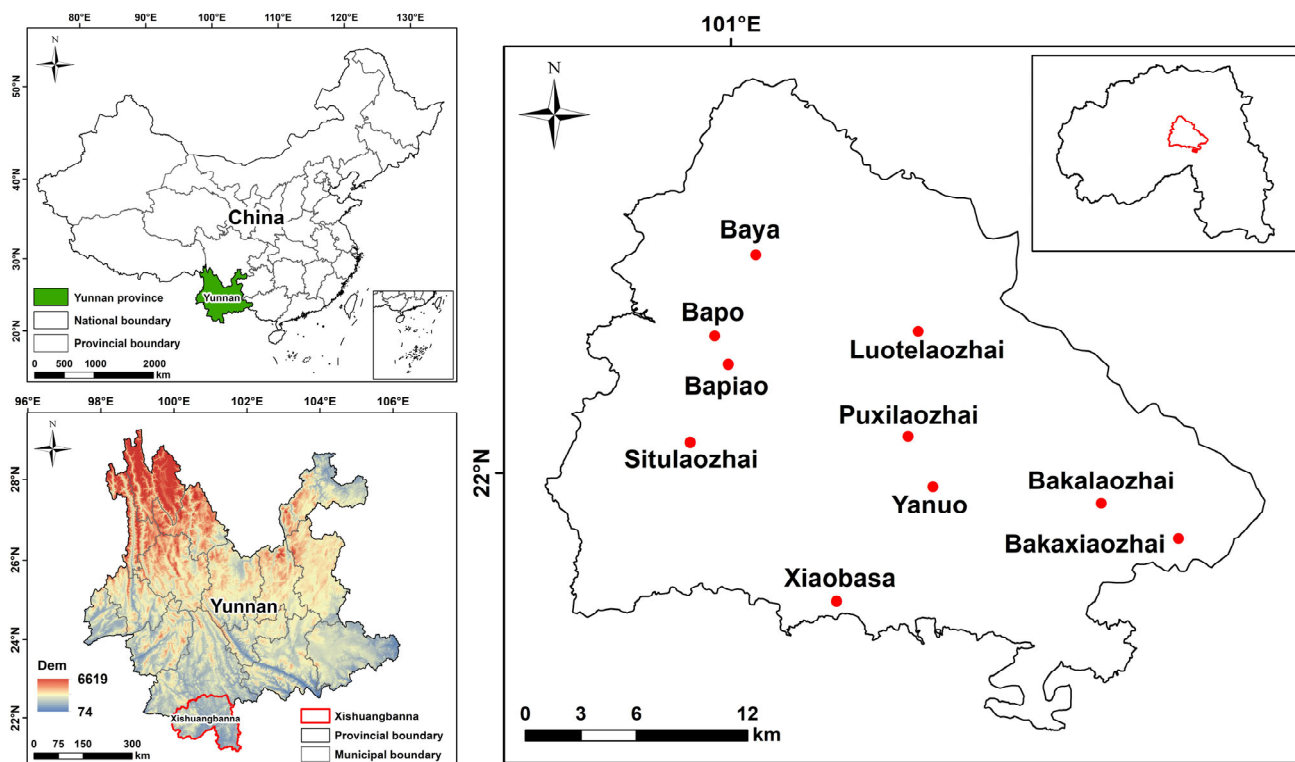 80°E 90°E 100°E 110°E 120°E 130°E
N
50°N
40°N
30°N
20°N
China
Yunnan
Yunnan province
National boundary
Provincial boundary
0 500 1000 2000
km
96°E 98°E 100°E 102°E 104°E 106°E
N
28°N
26°N
24°N
22°N
Yunnan
Dem
6619
74
Xishuangbanna
Xishuangbanna
Provincial boundary
Municipal boundary
0 75 150 300
km
101°E
N
22°N
Baya
Bapo
Luotelaozhai
Bapiao
Puxilaozhai
Situlaozhai
Bakalaozhai
Yanuo
Bakaxiaozhai
Xiaobasa
0 3 6 12
km